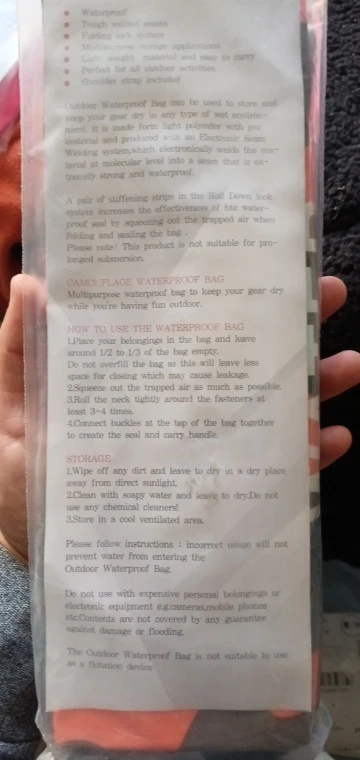 Waterproof
Tough welded seams
Folding lock system
Multipurpose storage applications
Light weight material and easy to carry
Perfect for all outdoor activities
Shoulder strap included
Outdoor Waterproof Bag can be used to store and
keep your gear dry in any type of wet environ-
ment, it is made form light polyester with pvc
material and produced with an Electronic Seam
Welding system,which electronically welds the ma-
terial at molecular level into a seam that is ex-
tremely strong and waterproof.
A pair of stiffening strips in the Roll Down lock
system increases the effectiveness of hte water-
proof seal by squeezing out the trapped air when
folding and sealing the bag .
Please note: This product is not suitable for pro-
longed submersion.
CAMOUFLAGE WATERPROOF BAG
Multipurpose waterproof bag to keep your gear dry
while you're having fun outdoor.
HOW TO USE THE WATERPROOF BAG
1.Place your belongings in the bag and leave
around 1/2 to 1/3 of the bag empty.
Do not overfill the bag as this will leave less
space for closing which may cause leakage.
2.Squeeze out the trapped air as much as possible.
3.Roll the neck tightly around the fasteners at
least 3-4 times.
4.Connect buckles at the top of the bag together
to create the seal and carry handle.
STORAGE
1.Wipe off any dirt and leave to dry in a dry place
away from direct sunlight.
2.Clean with soapy water and leave to dry.Do not
use any chemical cleaners!
3.Store in a cool ventilated area.
Please follow instructions : incorrect usage will not
prevent water from entering the
Outdoor Waterproof Bag.
Do not use with expensive personal belongings or
electronic equipment e.g.cameras,mobile phones
etc.Contents are not covered by any guarantee
against damage or flooding.
The Outdoor Waterproof Bag is not suitable to use
as a flotation device